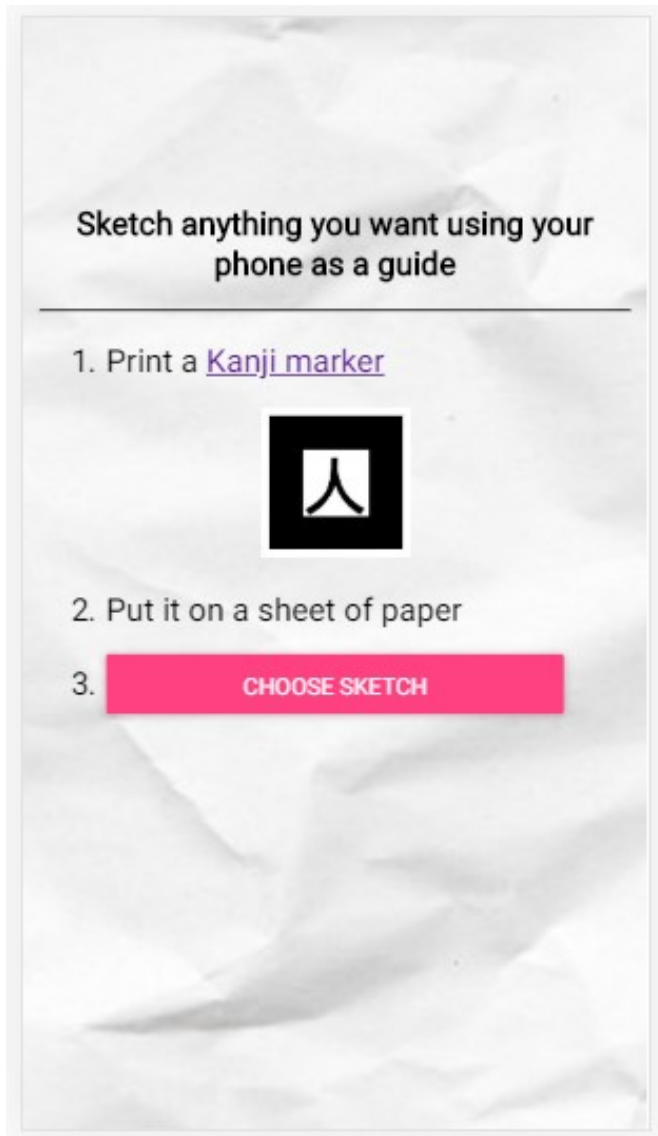 Sketch anything you want using your
phone as a guide
1. Print a Kanji marker
人
2. Put it on a sheet of paper
3. CHOOSE SKETCH